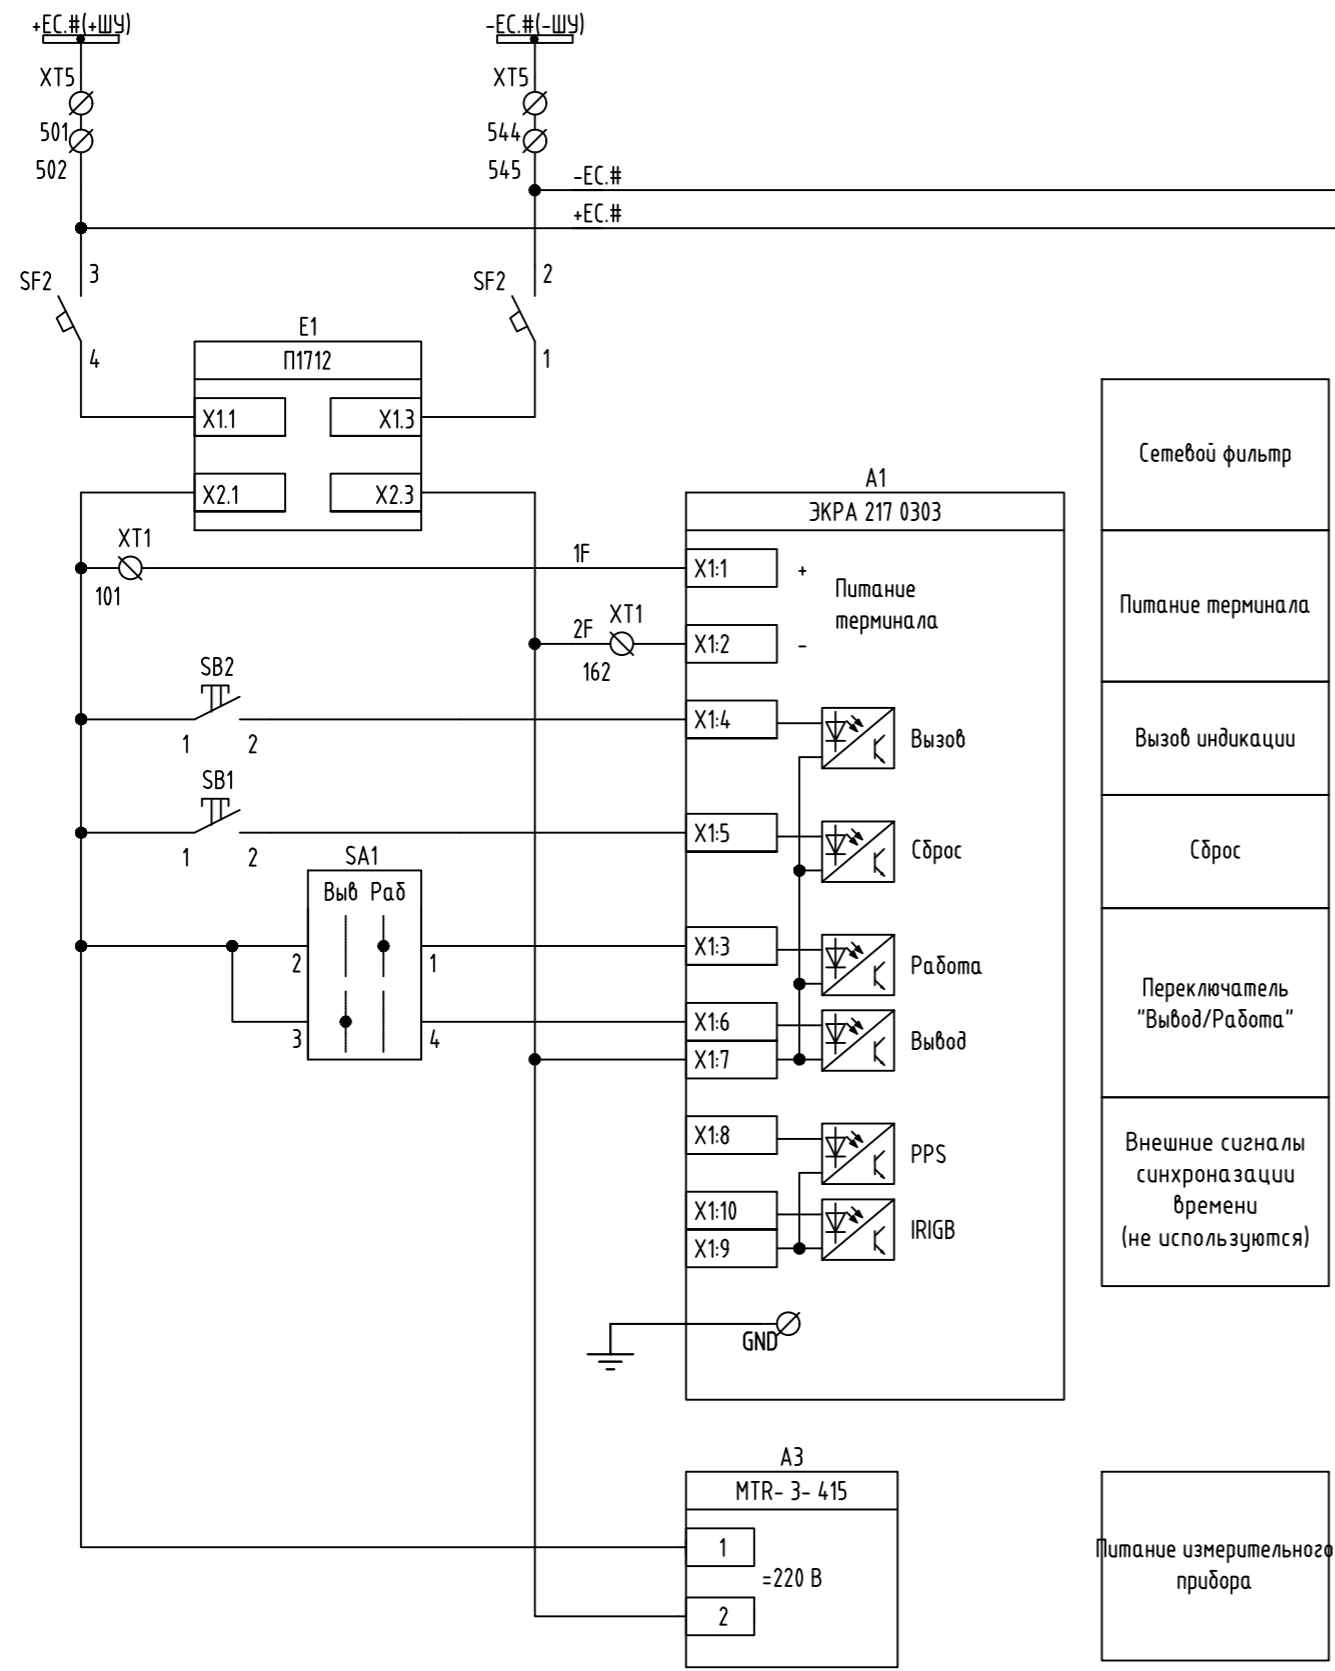 +ЕС.#(+ШУ)
-ЕС.#(-ШУ)
XT5
XT5
501
544
502
545
-ЕС.#
+ЕС.#
3
2
SF2
SF2
4
1
E1
П1712
X1.1
X1.3
X2.1
X2.3
Сетевой фильтр
A1
ЭКРА 217 0303
XT1
101
1F
X1:1
+
Питание
терминала
2F
XT1
162
X1:2
-
Питание терминала
SB2
1
2
X1:4
Вызов
Вызов индикации
SB1
1
2
X1:5
Сброс
Сброс
SA1
Выв Раб
2
1
X1:3
Работа
3
4
X1:6
Вывод
X1:7
Переключатель
"Вывод/Работа"
X1:8
PPS
X1:10
IRIGB
X1:9
Внешние сигналы
синхроназации
времени
(не используются)
GND
A3
MTR- 3- 415
1
=220 В
2
Питание измерительного
прибора